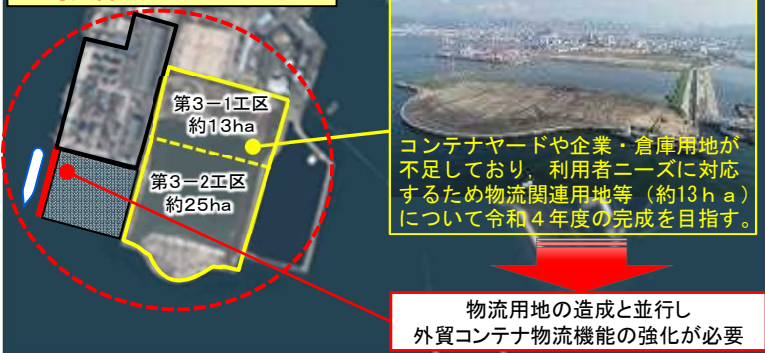 第3－1工区
約13ha
第3－2工区
約25ha
コンテナヤードや企業・倉庫用地が
不足しており、利用者ニーズに対応
するため物流関連用地等（約13ｈａ）
について令和４年度の完成を目指す。
物流用地の造成と並行し
外貿コンテナ物流機能の強化が必要